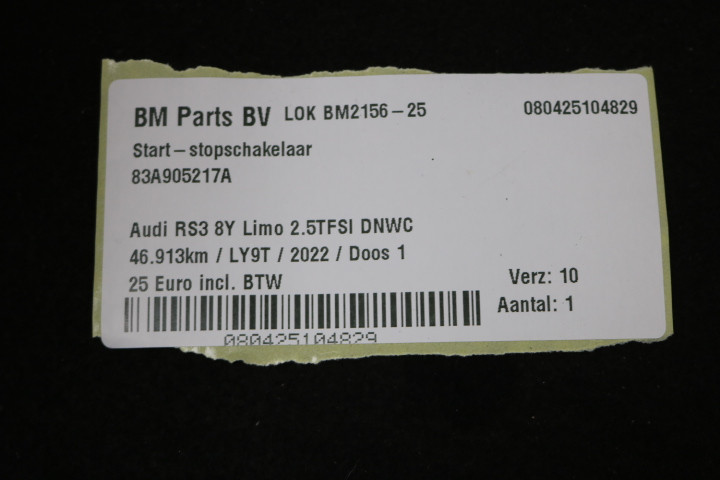 BM Parts BV LOK BM2156-25 080425104829
Start-stopschakelaar
83A905217A
Audi RS3 8Y Limo 2.5TFSI DNWC
46.913km / LY9T / 2022 / Doos 1
25 Euro incl. BTW Verz: 10
Aantal: 1
080425104829